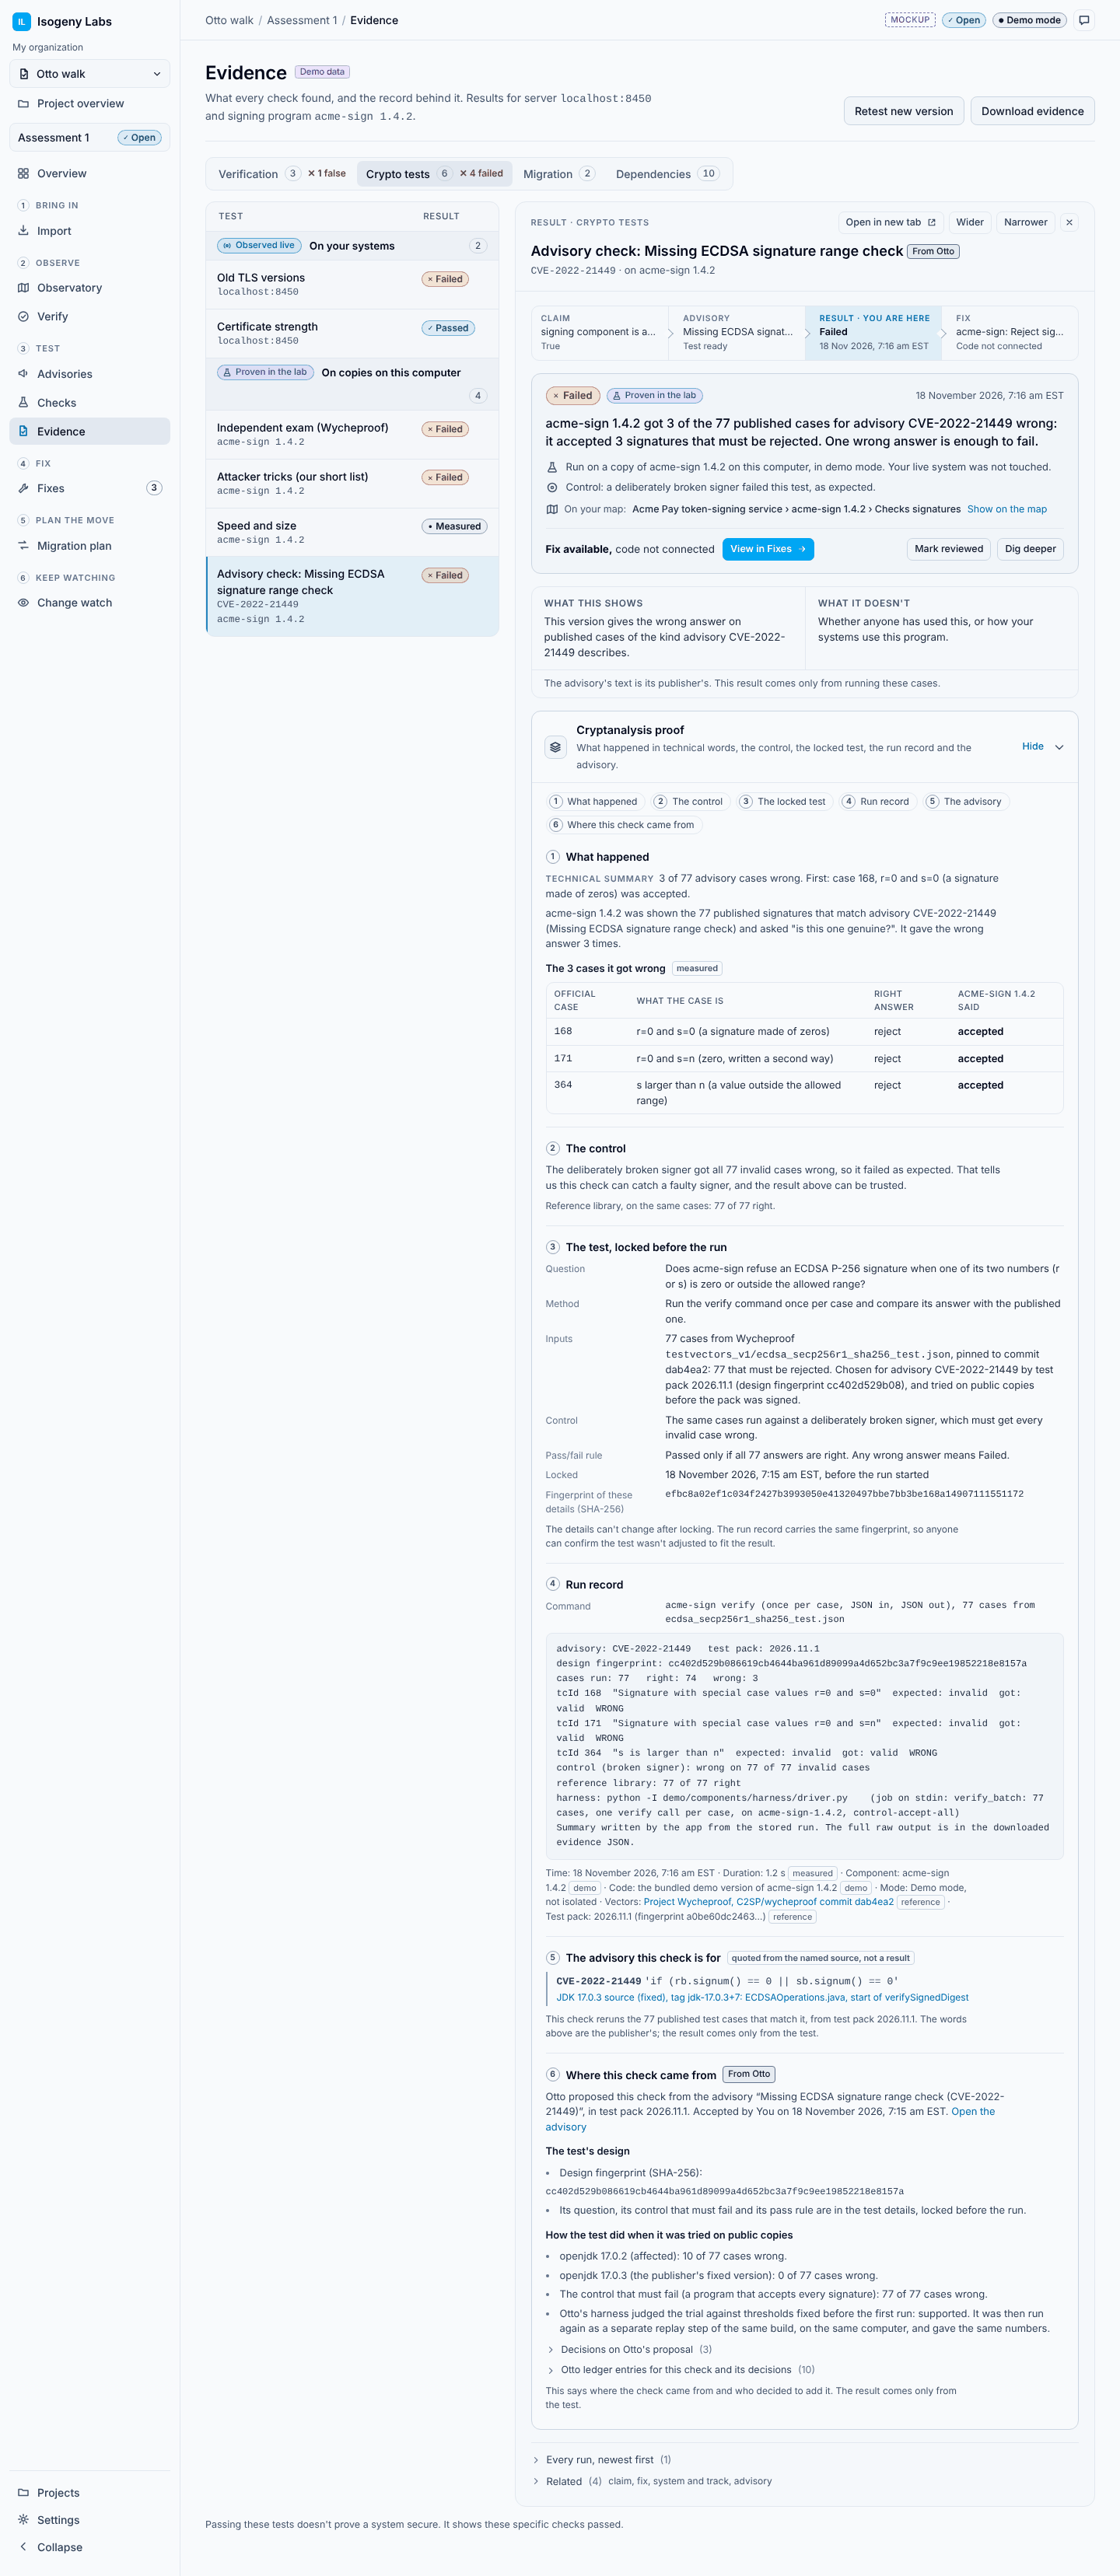 IL Isogeny Labs
My organization
Otto walk
Project overview
Assessment 1 ✓ Open
Overview
1 BRING IN
Import
2 OBSERVE
Observatory
Verify
3 TEST
Advisories
Checks
Evidence
4 FIX
Fixes 3
5 PLAN THE MOVE
Migration plan
6 KEEP WATCHING
Change watch
Projects
Settings
Collapse
Otto walk / Assessment 1 / Evidence
MOCKUP ✓ Open • Demo mode
Evidence Demo data
What every check found, and the record behind it. Results for server localhost:8450
and signing program acme-sign 1.4.2.
Retest new version Download evidence
Verification 3 ✕ 1 false Crypto tests 6 ✕ 4 failed Migration 2 Dependencies 10
TEST RESULT
Observed live On your systems 2
Old TLS versions × Failed
localhost:8450
Certificate strength ✓ Passed
localhost:8450
Proven in the lab On copies on this computer
4
Independent exam (Wycheproof) × Failed
acme-sign 1.4.2
Attacker tricks (our short list) × Failed
acme-sign 1.4.2
Speed and size • Measured
acme-sign 1.4.2
Advisory check: Missing ECDSA × Failed
signature range check
CVE-2022-21449
acme-sign 1.4.2
RESULT · CRYPTO TESTS Open in new tab Wider Narrower ×
Advisory check: Missing ECDSA signature range check From Otto
CVE-2022-21449 · on acme-sign 1.4.2
CLAIM
signing component is a…
True
ADVISORY
Missing ECDSA signat…
Test ready
RESULT · YOU ARE HERE
Failed
18 Nov 2026, 7:16 am EST
FIX
acme-sign: Reject sig…
Code not connected
× Failed Proven in the lab 18 November 2026, 7:16 am EST
acme-sign 1.4.2 got 3 of the 77 published cases for advisory CVE-2022-21449 wrong:
it accepted 3 signatures that must be rejected. One wrong answer is enough to fail.
Run on a copy of acme-sign 1.4.2 on this computer, in demo mode. Your live system was not touched.
Control: a deliberately broken signer failed this test, as expected.
On your map: Acme Pay token-signing service › acme-sign 1.4.2 › Checks signatures Show on the map
Fix available, code not connected View in Fixes → Mark reviewed Dig deeper
WHAT THIS SHOWS
This version gives the wrong answer on
published cases of the kind advisory CVE-2022-
21449 describes.
WHAT IT DOESN'T
Whether anyone has used this, or how your
systems use this program.
The advisory's text is its publisher's. This result comes only from running these cases.
Cryptanalysis proof
What happened in technical words, the control, the locked test, the run record and the
advisory.
Hide
1 What happened 2 The control 3 The locked test 4 Run record 5 The advisory
6 Where this check came from
1 What happened
TECHNICAL SUMMARY 3 of 77 advisory cases wrong. First: case 168, r=0 and s=0 (a signature
made of zeros) was accepted.
acme-sign 1.4.2 was shown the 77 published signatures that match advisory CVE-2022-21449
(Missing ECDSA signature range check) and asked "is this one genuine?". It gave the wrong
answer 3 times.
The 3 cases it got wrong measured
OFFICIAL CASE WHAT THE CASE IS RIGHT ANSWER ACME-SIGN 1.4.2 SAID
168 r=0 and s=0 (a signature made of zeros) reject accepted
171 r=0 and s=n (zero, written a second way) reject accepted
364 s larger than n (a value outside the allowed reject accepted
range)
2 The control
The deliberately broken signer got all 77 invalid cases wrong, so it failed as expected. That tells
us this check can catch a faulty signer, and the result above can be trusted.
Reference library, on the same cases: 77 of 77 right.
3 The test, locked before the run
Question Does acme-sign refuse an ECDSA P-256 signature when one of its two numbers (r
or s) is zero or outside the allowed range?
Method Run the verify command once per case and compare its answer with the published
one.
Inputs 77 cases from Wycheproof
testvectors_v1/ecdsa_secp256r1_sha256_test.json, pinned to commit
dab4ea2: 77 that must be rejected. Chosen for advisory CVE-2022-21449 by test
pack 2026.11.1 (design fingerprint cc402d529b08), and tried on public copies
before the pack was signed.
Control The same cases run against a deliberately broken signer, which must get every
invalid case wrong.
Pass/fail rule Passed only if all 77 answers are right. Any wrong answer means Failed.
Locked 18 November 2026, 7:15 am EST, before the run started
Fingerprint of these efbc8a02ef1c034f2427b3993050e41320497bbe7bb3be168a14907111551172
details (SHA-256)
The details can't change after locking. The run record carries the same fingerprint, so anyone
can confirm the test wasn't adjusted to fit the result.
4 Run record
Command acme-sign verify (once per case, JSON in, JSON out), 77 cases from
ecdsa_secp256r1_sha256_test.json
advisory: CVE-2022-21449 test pack: 2026.11.1
design fingerprint: cc402d529b086619cb4644ba961d89099a4d652bc3a7f9c9ee19852218e8157a
cases run: 77 right: 74 wrong: 3
tcId 168 "Signature with special case values r=0 and s=0" expected: invalid got:
valid WRONG
tcId 171 "Signature with special case values r=0 and s=n" expected: invalid got:
valid WRONG
tcId 364 "s is larger than n" expected: invalid got: valid WRONG
control (broken signer): wrong on 77 of 77 invalid cases
reference library: 77 of 77 right
harness: python -I demo/components/harness/driver.py (job on stdin: verify_batch: 77
cases, one verify call per case, on acme-sign-1.4.2, control-accept-all)
Summary written by the app from the stored run. The full raw output is in the downloaded
evidence JSON.
Time: 18 November 2026, 7:16 am EST · Duration: 1.2 s measured · Component: acme-sign
1.4.2 demo · Code: the bundled demo version of acme-sign 1.4.2 demo · Mode: Demo mode,
not isolated · Vectors: Project Wycheproof, C2SP/wycheproof commit dab4ea2 reference ·
Test pack: 2026.11.1 (fingerprint a0be60dc2463…) reference
5 The advisory this check is for quoted from the named source, not a result
CVE-2022-21449 'if (rb.signum() == 0 || sb.signum() == 0'
JDK 17.0.3 source (fixed), tag jdk-17.0.3+7: ECDSAOperations.java, start of verifySignedDigest
This check reruns the 77 published test cases that match it, from test pack 2026.11.1. The words
above are the publisher's; the result comes only from the test.
6 Where this check came from From Otto
Otto proposed this check from the advisory “Missing ECDSA signature range check (CVE-2022-
21449)”, in test pack 2026.11.1. Accepted by You on 18 November 2026, 7:15 am EST. Open the
advisory
The test's design
• Design fingerprint (SHA-256):
cc402d529b086619cb4644ba961d89099a4d652bc3a7f9c9ee19852218e8157a
• Its question, its control that must fail and its pass rule are in the test details, locked before the run.
How the test did when it was tried on public copies
• openjdk 17.0.2 (affected): 10 of 77 cases wrong.
• openjdk 17.0.3 (the publisher's fixed version): 0 of 77 cases wrong.
• The control that must fail (a program that accepts every signature): 77 of 77 cases wrong.
• Otto's harness judged the trial against thresholds fixed before the first run: supported. It was then run
again as a separate replay step of the same build, on the same computer, and gave the same numbers.
Decisions on Otto's proposal (3)
Otto ledger entries for this check and its decisions (10)
This says where the check came from and who decided to add it. The result comes only from
the test.
Every run, newest first (1)
Related (4) claim, fix, system and track, advisory
Passing these tests doesn't prove a system secure. It shows these specific checks passed.